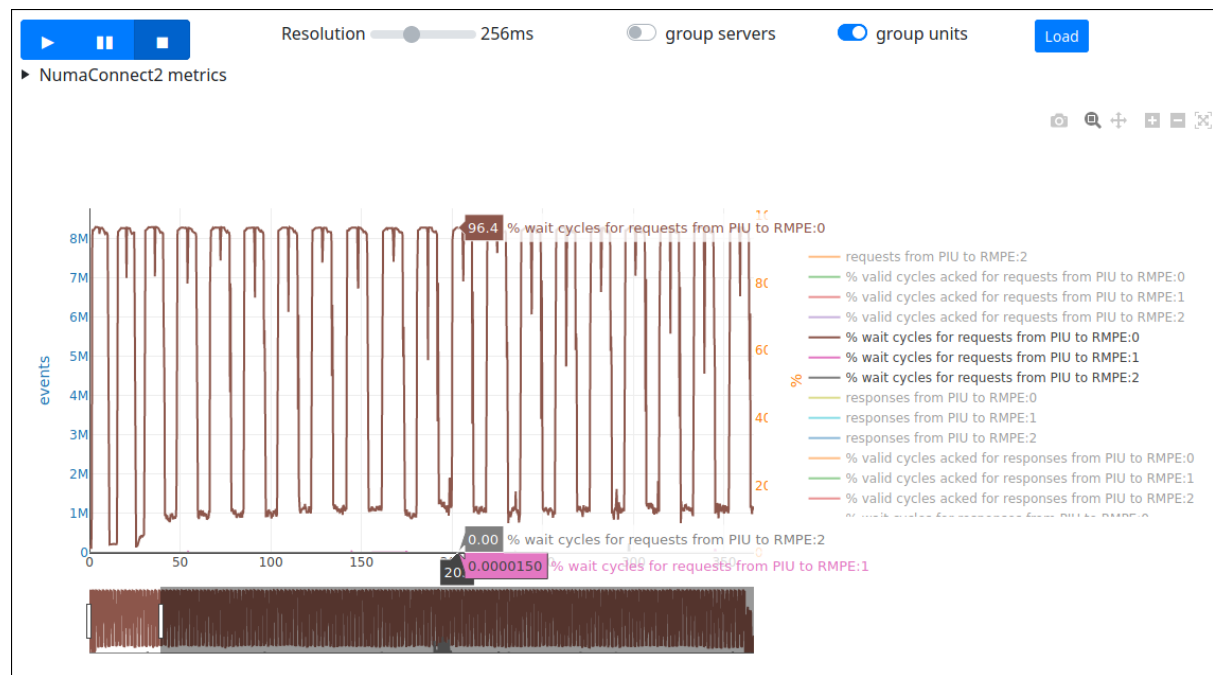 Resolution 256ms group servers group units Load
NumaConnect2 metrics
96.4 % wait cycles for requests from PIU to RMPE:0
8M
7M
6M
5M
4M
3M
2M
1M
0
events
80
60
40
20
0
%
0 50 100 150 300
0.00 % wait cycles for requests from PIU to RMPE:2
0.0000150 % wait cycles for requests from PIU to RMPE:1
requests from PIU to RMPE:2
% valid cycles acked for requests from PIU to RMPE:0
% valid cycles acked for requests from PIU to RMPE:1
% valid cycles acked for requests from PIU to RMPE:2
% wait cycles for requests from PIU to RMPE:0
% wait cycles for requests from PIU to RMPE:1
% wait cycles for requests from PIU to RMPE:2
responses from PIU to RMPE:0
responses from PIU to RMPE:1
responses from PIU to RMPE:2
% valid cycles acked for responses from PIU to RMPE:0
% valid cycles acked for responses from PIU to RMPE:1
% valid cycles acked for responses from PIU to RMPE:2